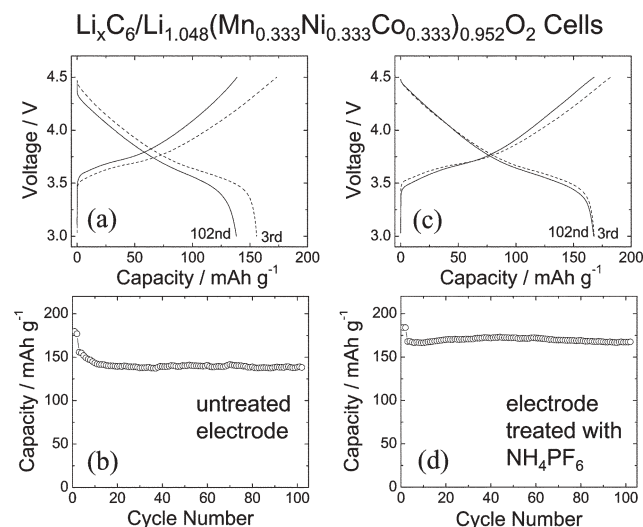 LixC6/Li1.048(Mn0.333Ni0.333Co0.333)0.952O2 Cells
4.5
4.0
3.5
3.0
Voltage / V
(a)
102nd
3rd
0 50 100 150 200
Capacity / mAh g-1
4.5
4.0
3.5
3.0
Voltage / V
(c)
102nd
3rd
0 50 100 150 200
Capacity / mAh g-1
200
150
100
50
0
Capacity / mAh g-1
untreated
electrode
(b)
0 20 40 60 80 100
Cycle Number
200
150
100
50
0
Capacity / mAh g-1
electrode
treated with
NH4PF6
(d)
0 20 40 60 80 100
Cycle Number